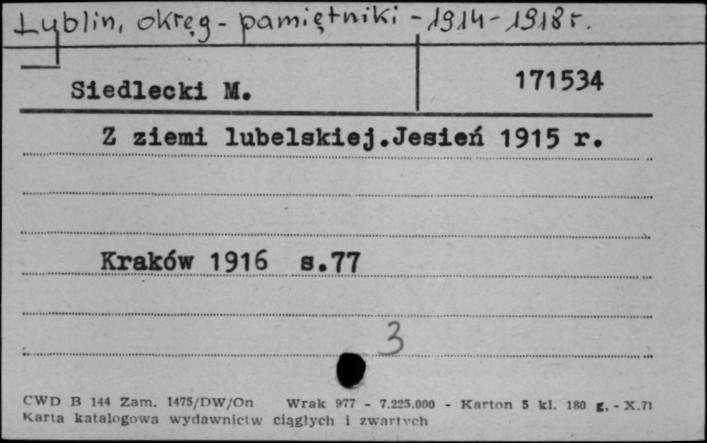 Lublin, okręg - pamiętniki - 1914-1918 r.
Siedlecki M.
171534
Z ziemi lubelskiej.Jesień 1915 r.
Kraków 1916 s.77
3
CWD B 144 Zam. 1475/DW/On Wrak 977 - 7.225.000 - Karton 5 kl. 180 g, - X.71
Karta katalogowa wydawnictw ciągłych i zwartych